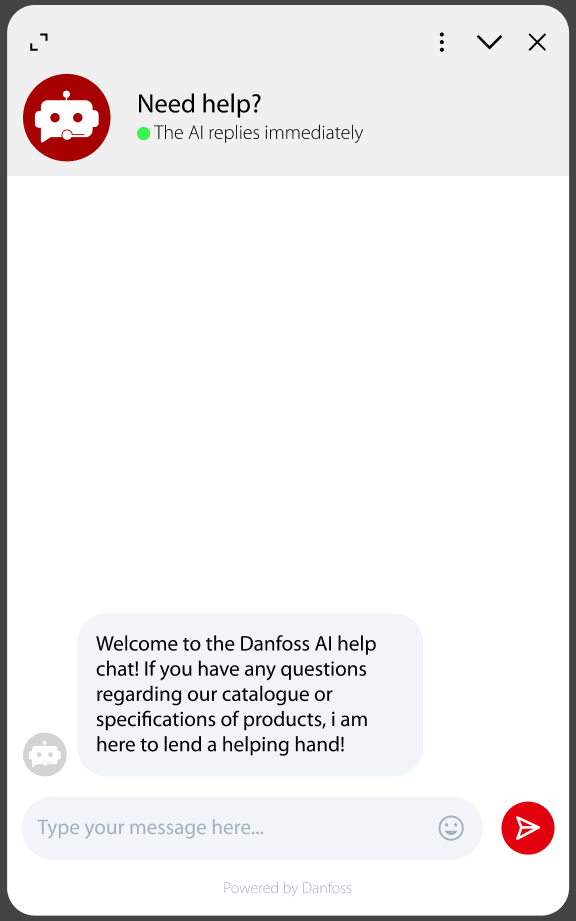 Need help?
The AI replies immediately
Welcome to the Danfoss AI help
chat! If you have any questions
regarding our catalogue or
specifications of products, i am
here to lend a helping hand!
Type your message here...
Powered by Danfoss